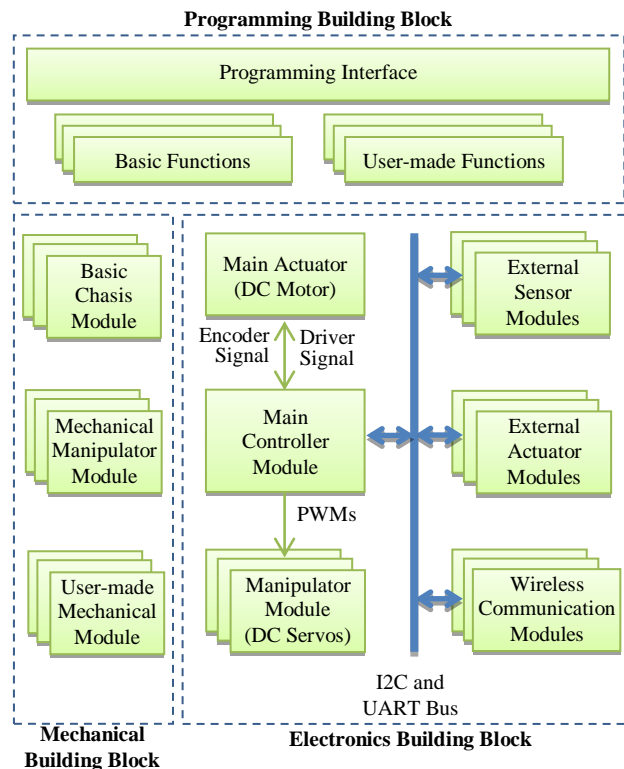 Programming Building Block
Programming Interface
Basic Functions
User-made Functions
Basic
Chasis
Module
Mechanical
Manipulator
Module
User-made
Mechanical
Module
Mechanical
Building Block
Main Actuator
(DC Motor)
Encoder
Signal
Driver
Signal
Main
Controller
Module
PWMs
Manipulator
Module
(DC Servos)
External
Sensor
Modules
External
Actuator
Modules
Wireless
Communication
Modules
I2C and
UART Bus
Electronics Building Block